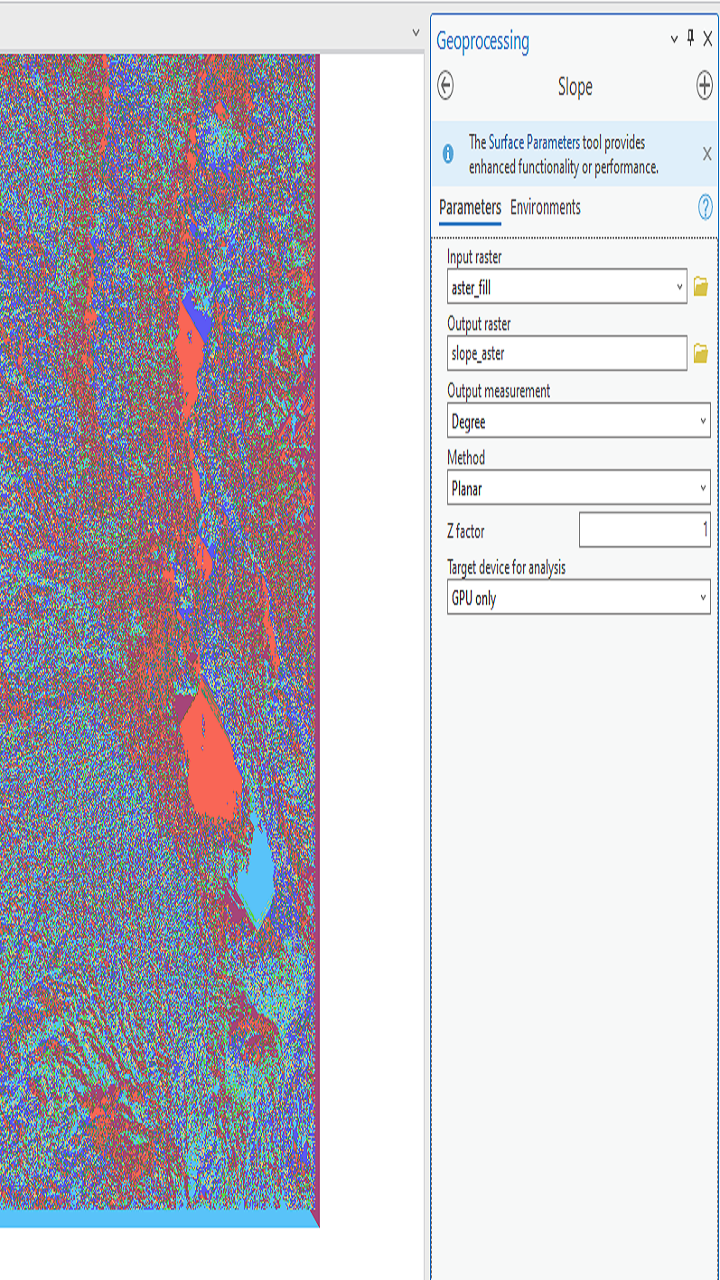 Geoprocessing
Slope
The Surface Parameters tool provides
enhanced functionality or performance.
Parameters Environments
Input raster
aster_fill
Output raster
slope_aster
Output measurement
Degree
Method
Planar
Z factor 1
Target device for analysis
GPU only